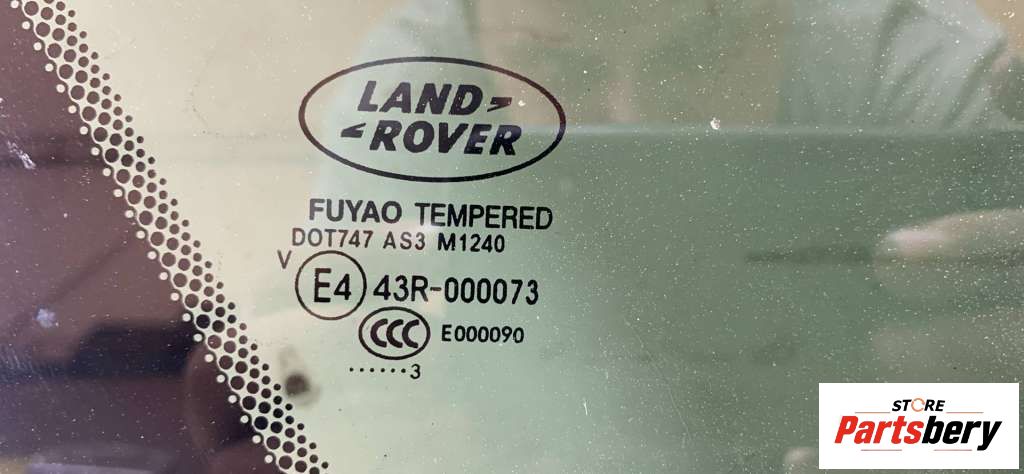 LAND
ROVER
FUYAO TEMPERED
DOT747 AS3 M1240
V
E4 43R-000073
CCC E000090
······3
STORE
Partsbery